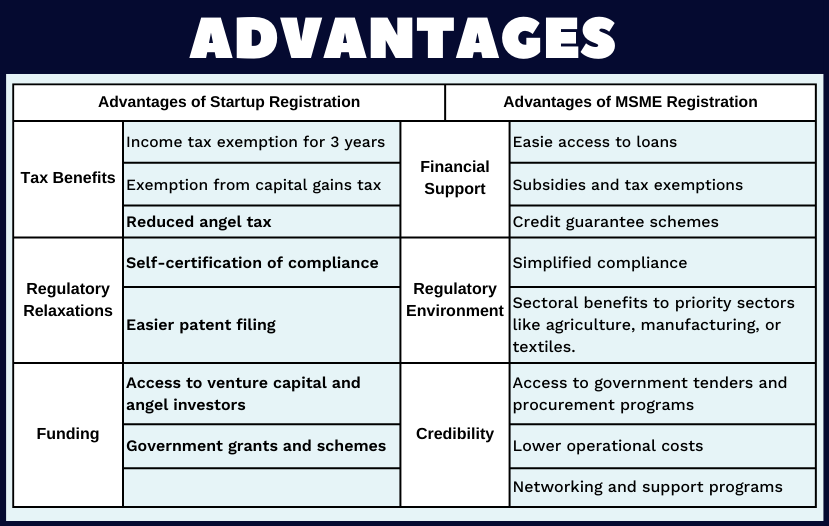 ADVANTAGES
Advantages of Startup Registration
Advantages of MSME Registration
Tax Benefits
Income tax exemption for 3 years
Exemption from capital gains tax
Reduced angel tax
Financial
Support
Easie access to loans
Subsidies and tax exemptions
Credit guarantee schemes
Regulatory
Relaxations
Self-certification of compliance
Easier patent filing
Regulatory
Environment
Simplified compliance
Sectoral benefits to priority sectors
like agriculture, manufacturing, or
textiles.
Funding
Access to venture capital and
angel investors
Government grants and schemes
Credibility
Access to government tenders and
procurement programs
Lower operational costs
Networking and support programs